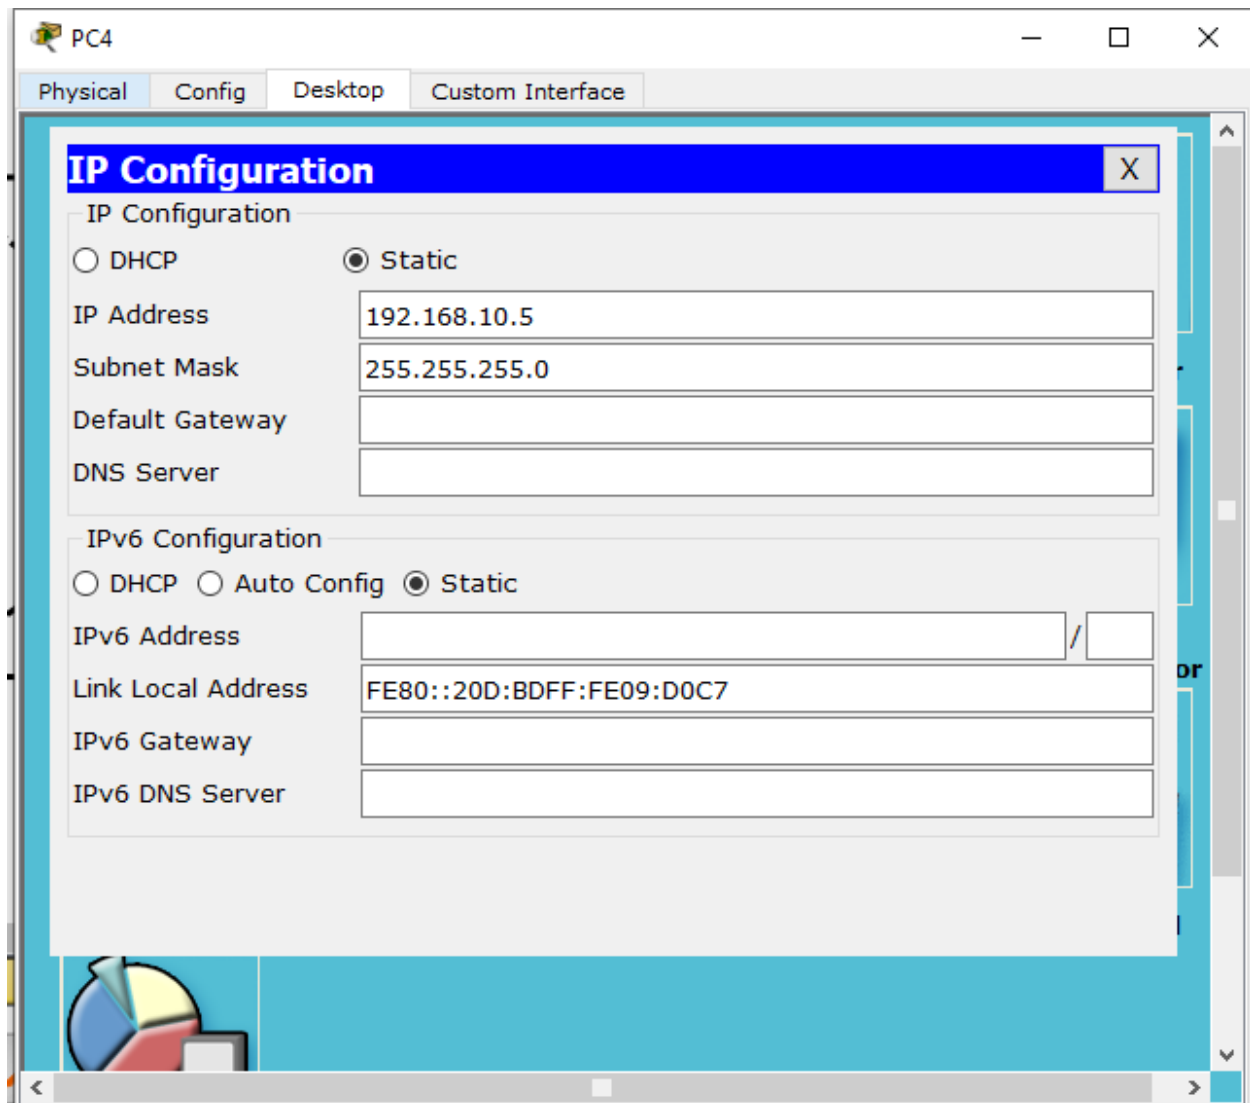 PC4
Physical Config Desktop Custom Interface
IP Configuration X
IP Configuration
DHCP Static
IP Address 192.168.10.5
Subnet Mask 255.255.255.0
Default Gateway
DNS Server
IPv6 Configuration
DHCP Auto Config Static
IPv6 Address /
Link Local Address FE80::20D:BDFF:FE09:D0C7
or
IPv6 Gateway
IPv6 DNS Server